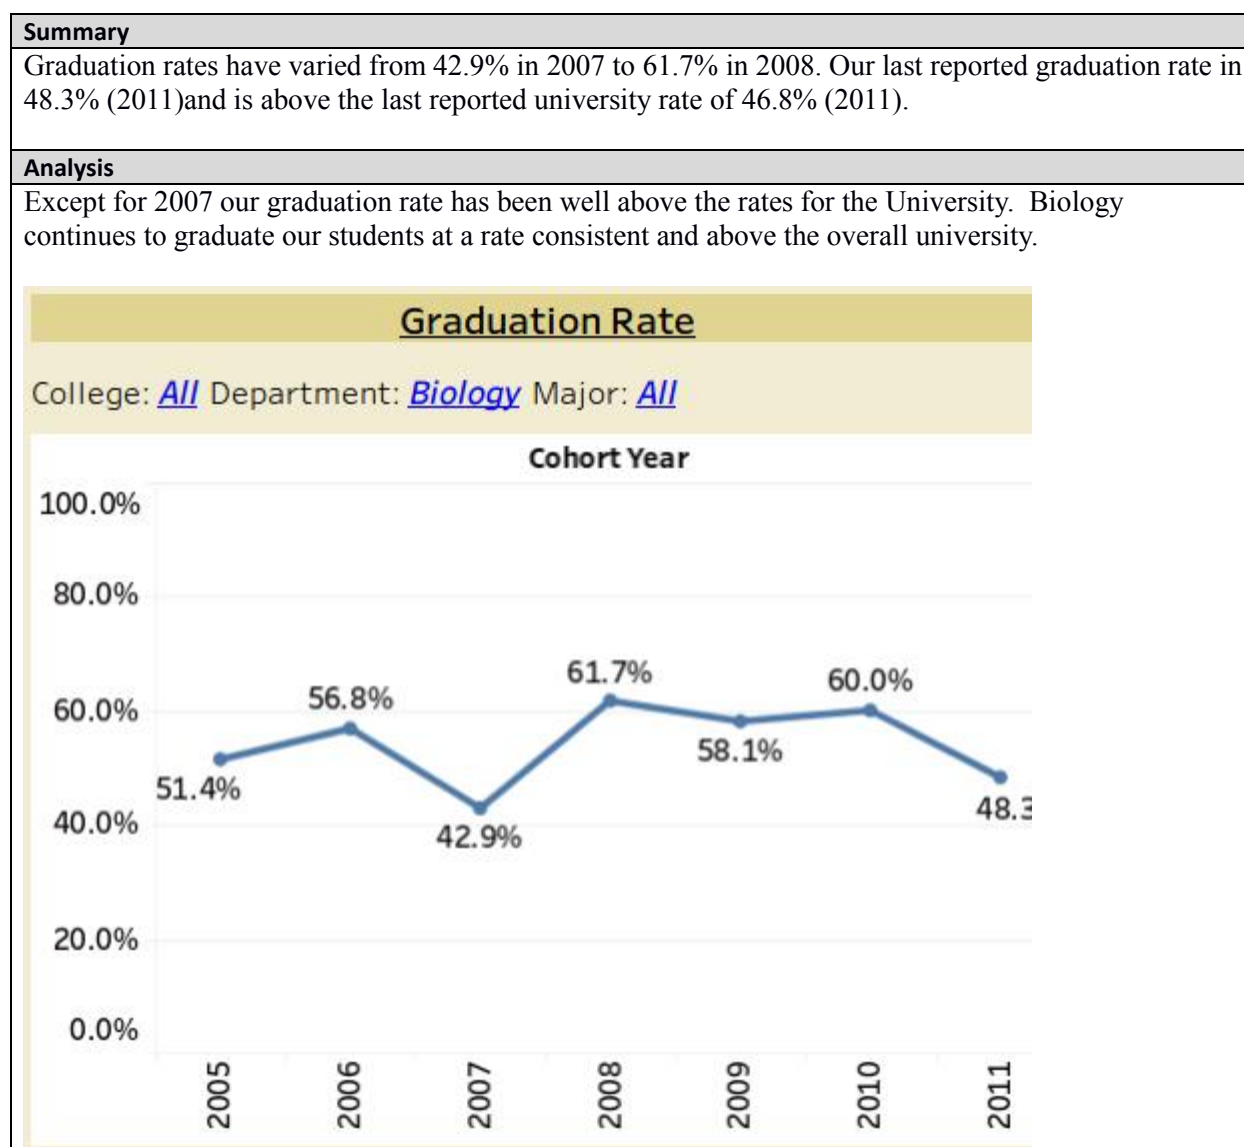 Summary
Graduation rates have varied from 42.9% in 2007 to 61.7% in 2008. Our last reported graduation rate in
48.3% (2011)and is above the last reported university rate of 46.8% (2011).
Analysis
Except for 2007 our graduation rate has been well above the rates for the University. Biology
continues to graduate our students at a rate consistent and above the overall university.
Graduation Rate
College: All Department: Biology Major: All
Cohort Year
100.0%
80.0%
60.0%
40.0%
20.0%
0.0%
51.4%
56.8%
42.9%
61.7%
58.1%
60.0%
48.3
2005
2006
2007
2008
2009
2010
2011